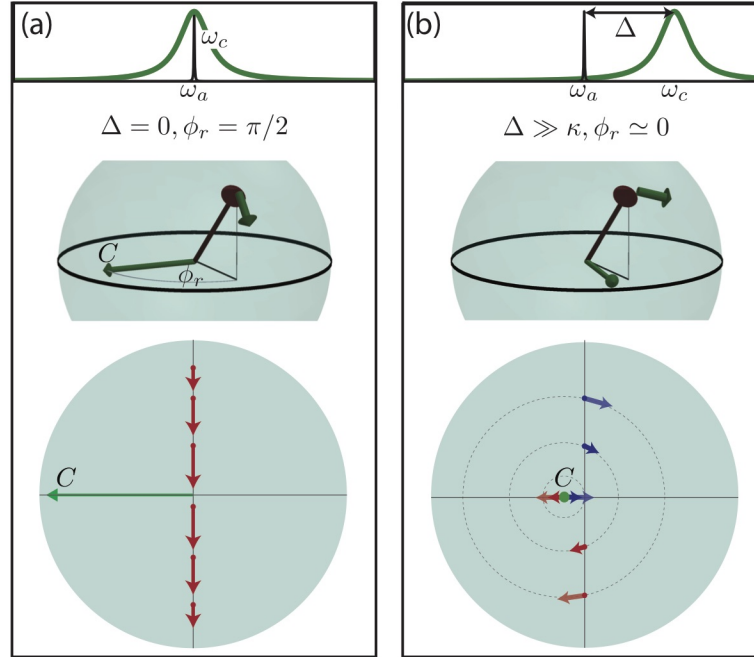 (a)
ω_c
ω_a
Δ = 0, ϕ_r = π/2
C
ϕ_r
C
(b)
Δ
ω_a
ω_c
Δ ≫ κ, ϕ_r ≃ 0
C